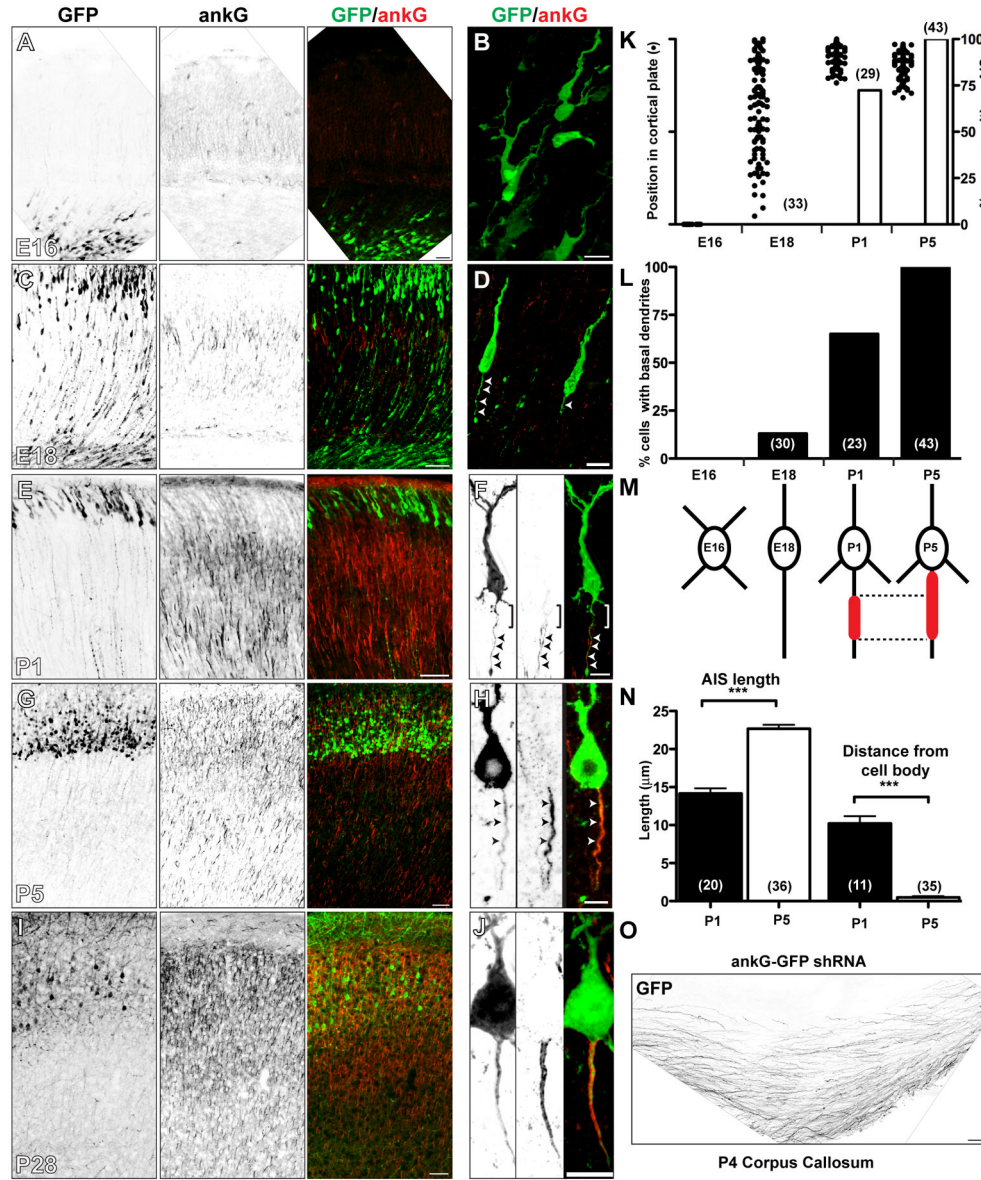 GFP ankG GFP/ankG GFP/ankG
A
E16
B
C
E18
D
E
P1
F
G
P5
H
I
P28
J
K
Position in cortical plate (•)
(33)
(29)
(43)
100
75
50
25
0
E16 E18 P1 P5
L
% cells with basal dendrites
100
75
50
25
0
(30) (23) (43)
E16 E18 P1 P5
M
E16 E18 P1 P5
N
AIS length
***
Distance from
cell body
***
Length (µm)
25
20
15
10
5
0
(20) (36) (11) (35)
P1 P5 P1 P5
O
ankG-GFP shRNA
GFP
P4 Corpus Callosum